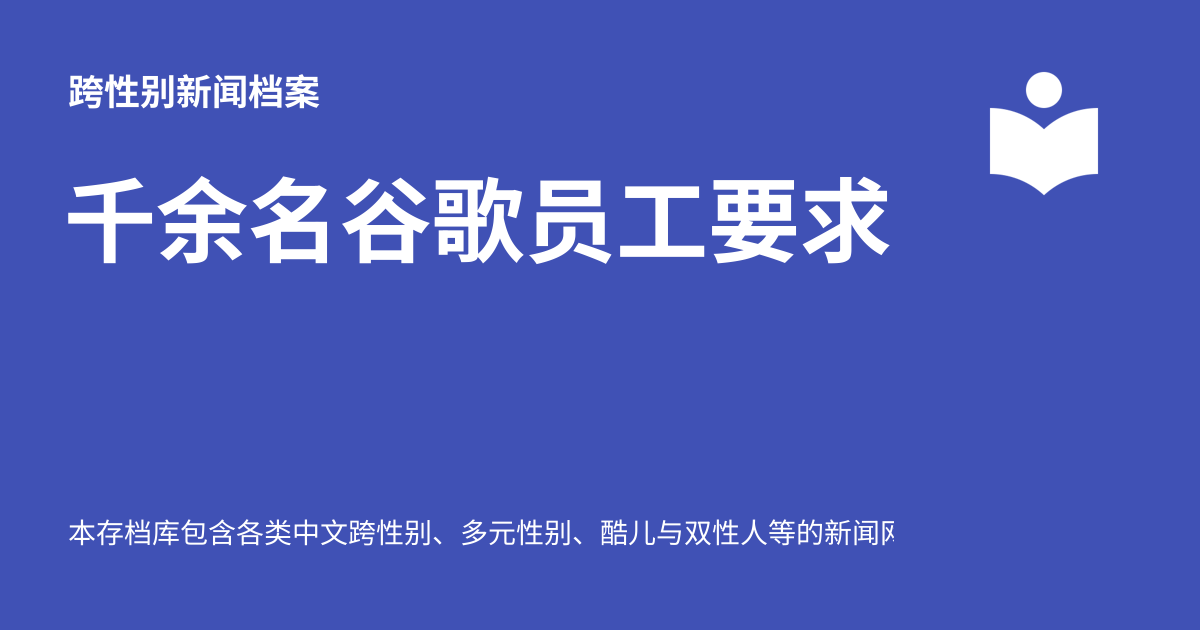 跨性别新闻档案
千余名谷歌员工要求
本存档库包含各类中文跨性别、多元性别、酷儿与双性人等的新闻